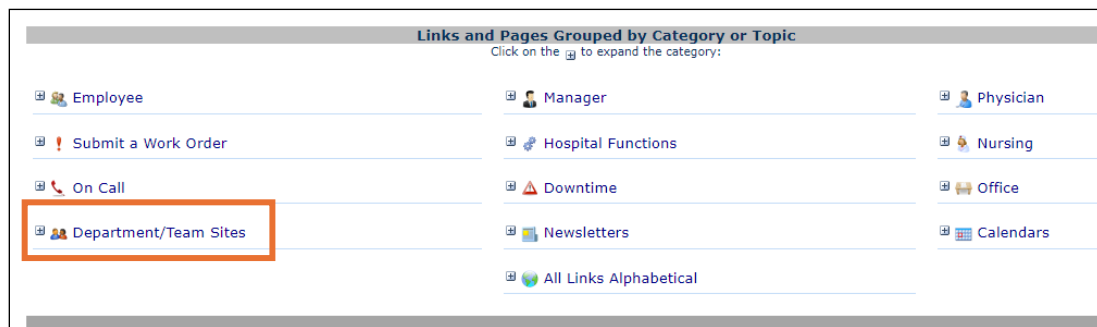 Links and Pages Grouped by Category or Topic
Click on the to expand the category:
Employee
Manager
Physician
Submit a Work Order
Hospital Functions
Nursing
On Call
Downtime
Office
Department/Team Sites
Newsletters
Calendars
All Links Alphabetical